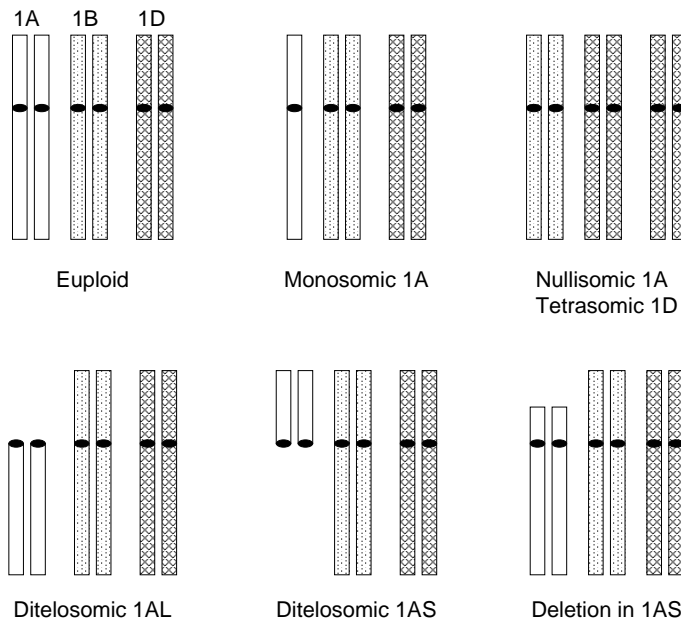 1A 1B 1D
Euploid
Monosomic 1A
Nullisomic 1A
Tetrasomic 1D
Ditelosomic 1AL
Ditelosomic 1AS
Deletion in 1AS